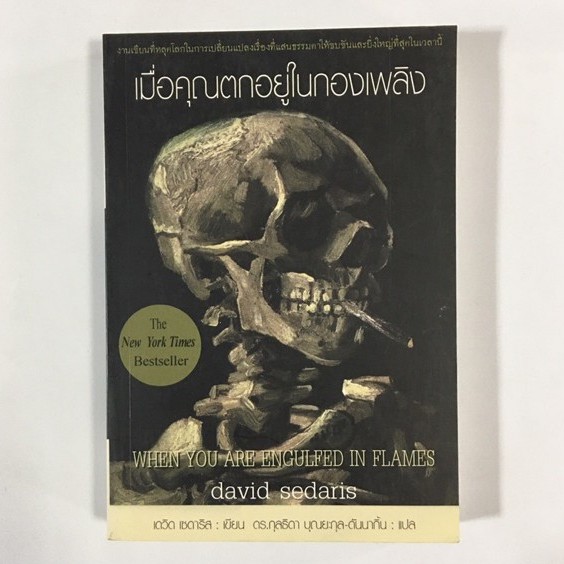 งานเขียนที่หลุดโลกในการเปลี่ยนแปลงเรื่องที่แสนธรรมดาให้ขบขันและยิ่งใหญ่ที่สุดในเวลานี้
เมื่อคุณตกอยู่ในกองเพลิง
The
New York Times
Bestseller
WHEN YOU ARE ENGULFED IN FLAMES
david sedaris
เดวิด เซดาริส : เขียน ดร.กุลธิดา บุณยะกุล-ดันนากิ้น : แปล